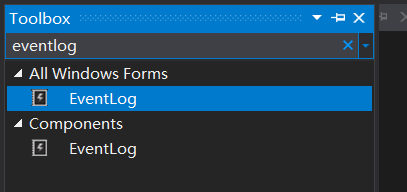 Toolbox
eventlog
All Windows Forms
EventLog
Components
EventLog